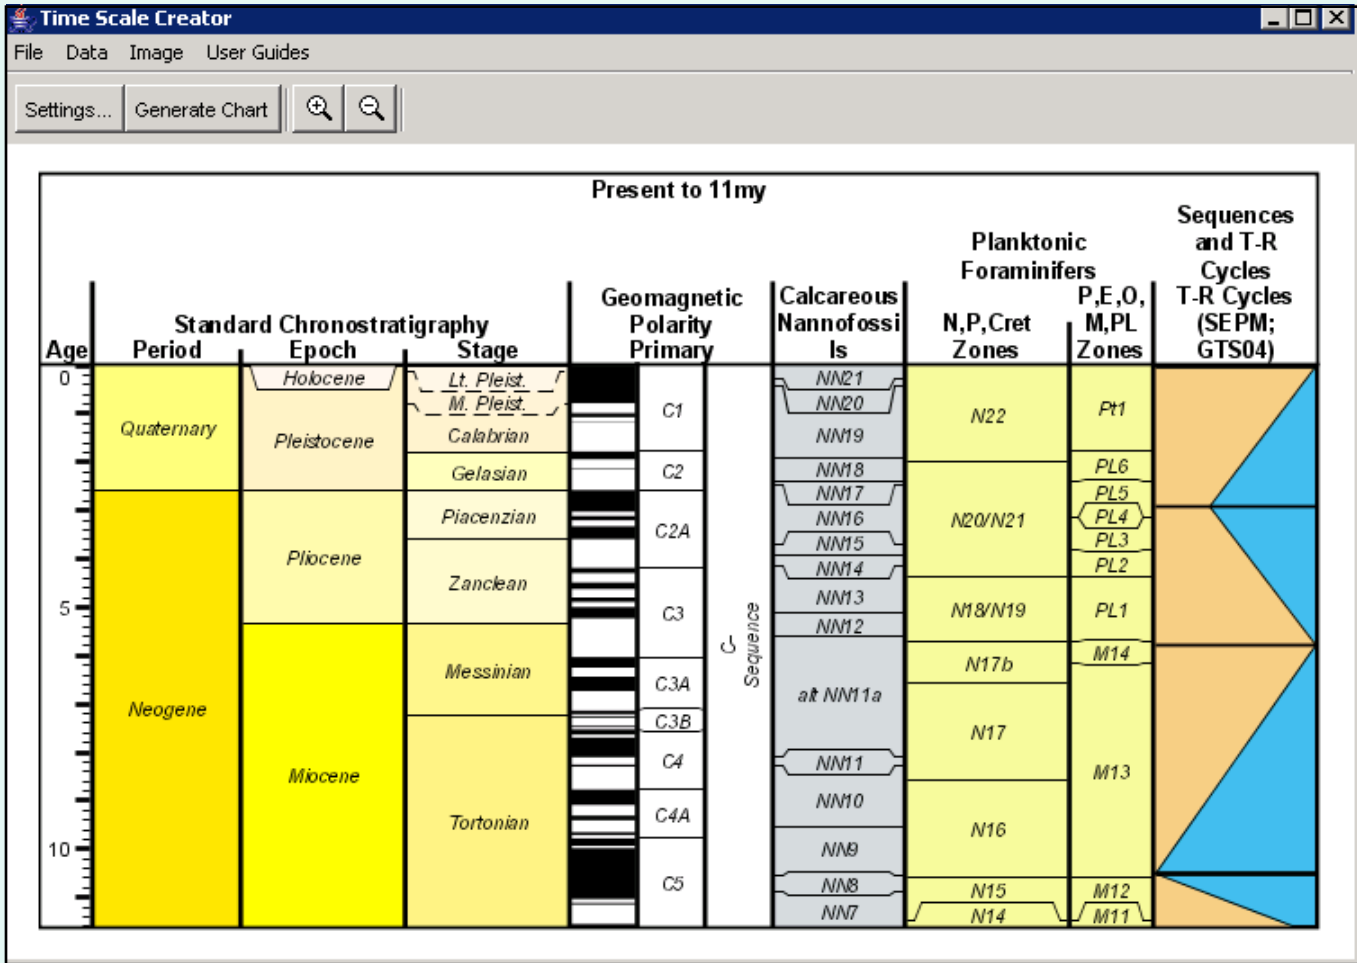 Time Scale Creator
File Data Image User Guides
Settings... Generate Chart
Present to 11my
Sequences
and T-R
Cycles
T-R Cycles
(SEPM;
GTS04)
Planktonic
Foraminifers
N,P,Cret
Zones
P,E,O,
M,PL
Zones
Calcareous
Nannofossi
ls
Geomagnetic
Polarity
Primary
Standard Chronostratigraphy
Age Period Epoch Stage
0
5
10
Quaternary
Neogene
Holocene
Pleistocene
Pliocene
Miocene
Lt. Pleist.
M. Pleist.
Calabrian
Gelasian
Piacenzian
Zanclean
Messinian
Tortonian
C1
C2
C2A
C3
C3A
C3B
C4
C4A
C5
C-
Sequence
NN21
NN20
NN19
NN18
NN17
NN16
NN15
NN14
NN13
NN12
alt NN11a
NN11
NN10
NN9
NN8
NN7
N22
N20/N21
N18/N19
N17b
N17
N16
N15
N14
Pt1
PL6
PL5
PL4
PL3
PL2
PL1
M14
M13
M12
M11